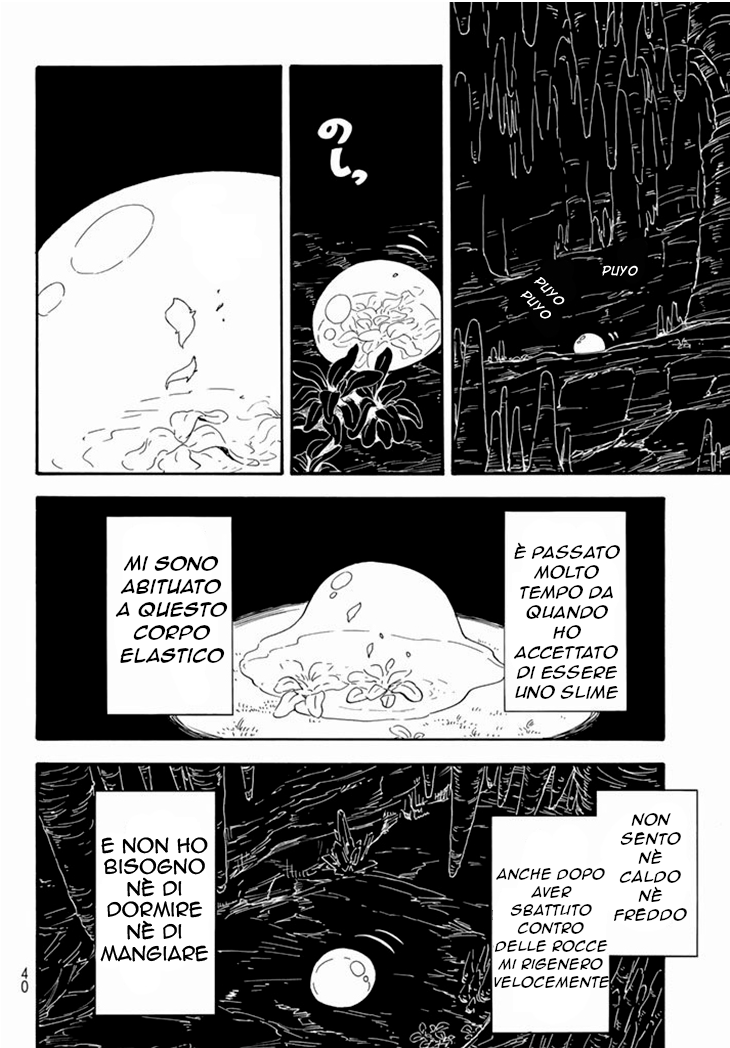 PUYO
PUYO
PUYO
のしっ
È PASSATO
MOLTO
TEMPO DA
QUANDO
HO
ACCETTATO
DI ESSERE
UNO SLIME
MI SONO
ABITUATO
A QUESTO
CORPO
ELASTICO
NON
SENTO
NÈ
CALDO
NÈ
FREDDO
ANCHE DOPO
AVER
SBATTUTO
CONTRO
DELLE ROCCE
MI RIGENERO
VELOCEMENTE
E NON HO
BISOGNO
NÈ DI
DORMIRE
NÈ DI
MANGIARE
40